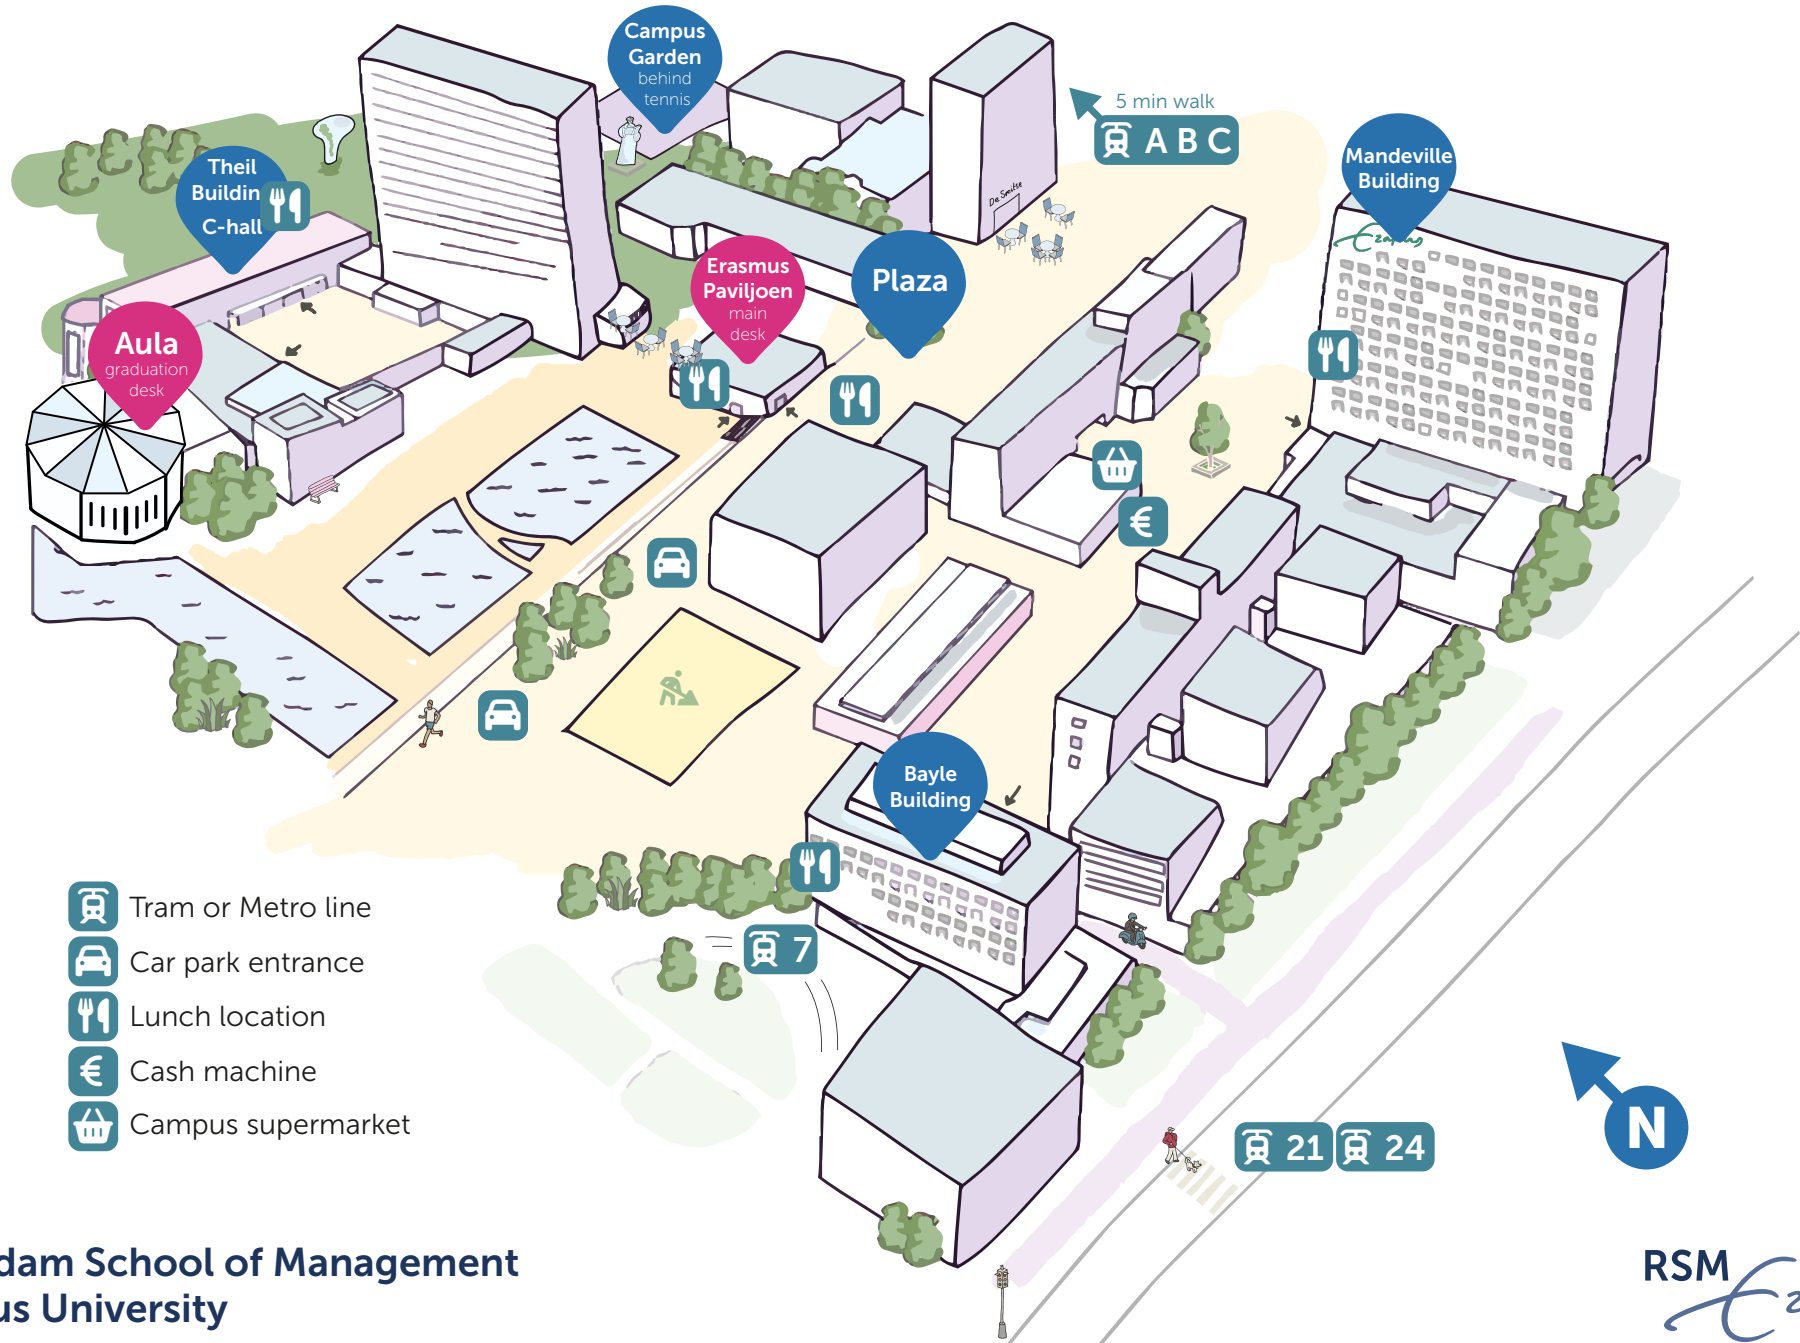 Campus
Garden
behind
tennis
5 min walk
A B C
Mandeville
Building
Theil
Buildin
C-hall
De Smitse
Erasmus
Paviljoen
main
desk
Plaza
Aula
graduation
desk
€
Bayle
Building
Tram or Metro line
Car park entrance
Lunch location
€ Cash machine
Campus supermarket
7
21 24
N
dam School of Management
us University
RSM